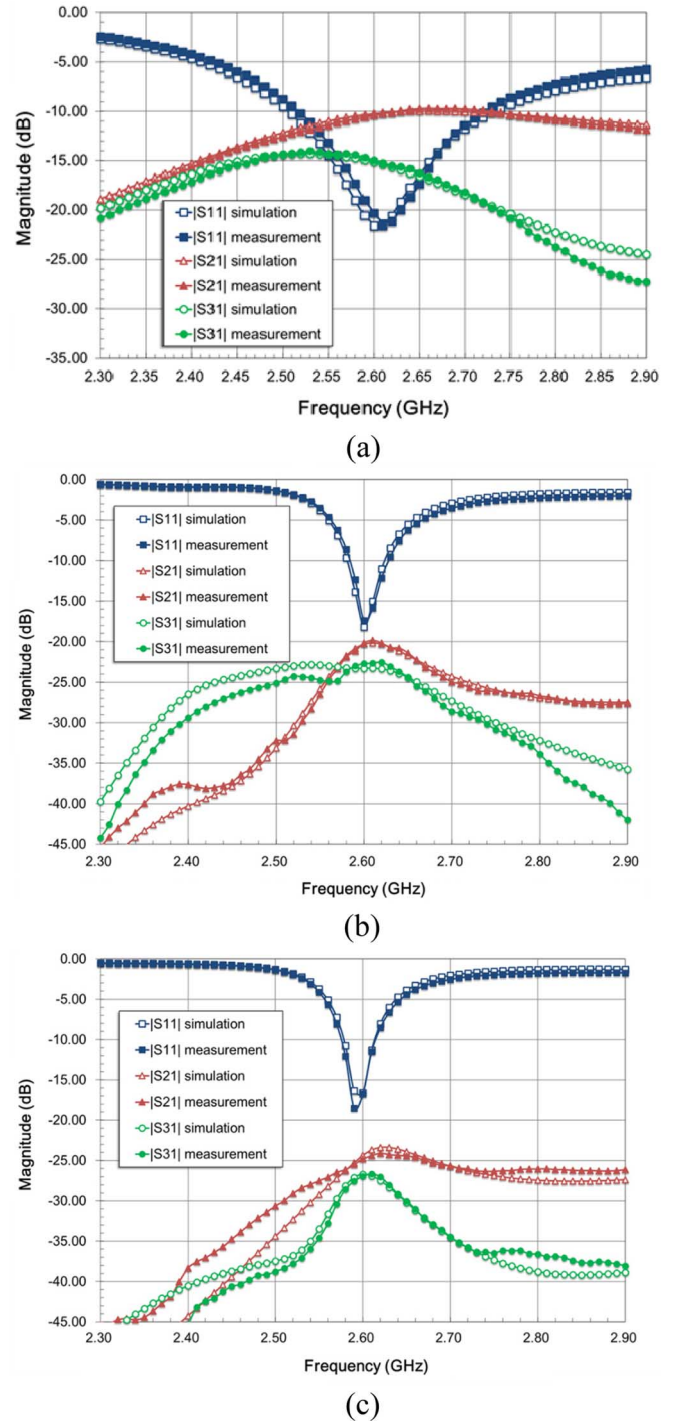 0.00
-5.00
-10.00
-15.00
-20.00
-25.00
-30.00
-35.00
Magnitude (dB)
|S11| simulation
|S11| measurement
|S21| simulation
|S21| measurement
|S31| simulation
|S31| measurement
2.30 2.35 2.40 2.45 2.50 2.55 2.60 2.65 2.70 2.75 2.80 2.85 2.90
Frequency (GHz)
(a)
0.00
-5.00
-10.00
-15.00
-20.00
-25.00
-30.00
-35.00
-40.00
-45.00
Magnitude (dB)
|S11| simulation
|S11| measurement
|S21| simulation
|S21| measurement
|S31| simulation
|S31| measurement
2.30 2.40 2.50 2.60 2.70 2.80 2.90
Frequency (GHz)
(b)
0.00
-5.00
-10.00
-15.00
-20.00
-25.00
-30.00
-35.00
-40.00
-45.00
Magnitude (dB)
|S11| simulation
|S11| measurement
|S21| simulation
|S21| measurement
|S31| simulation
|S31| measurement
2.30 2.40 2.50 2.60 2.70 2.80 2.90
Frequency (GHz)
(c)